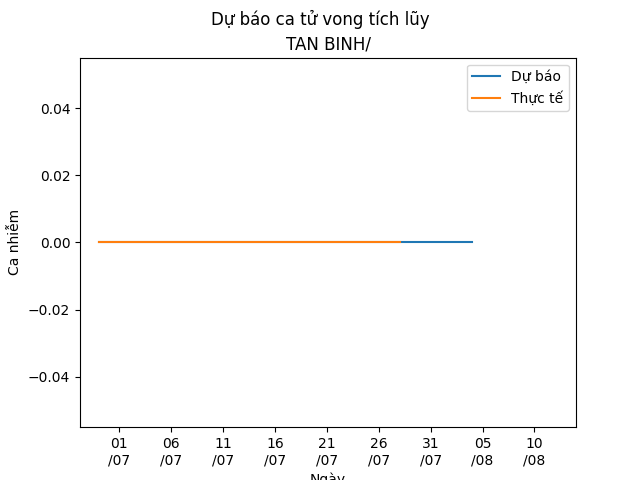 Dự báo ca tử vong tích lũy
TAN BINH/
Dự báo
Thực tế
Ca nhiễm
0.04
0.02
0.00
−0.02
−0.04
01 06 11 16 21 26 31 05 10
/07 /07 /07 /07 /07 /07 /07 /08 /08
Ngày